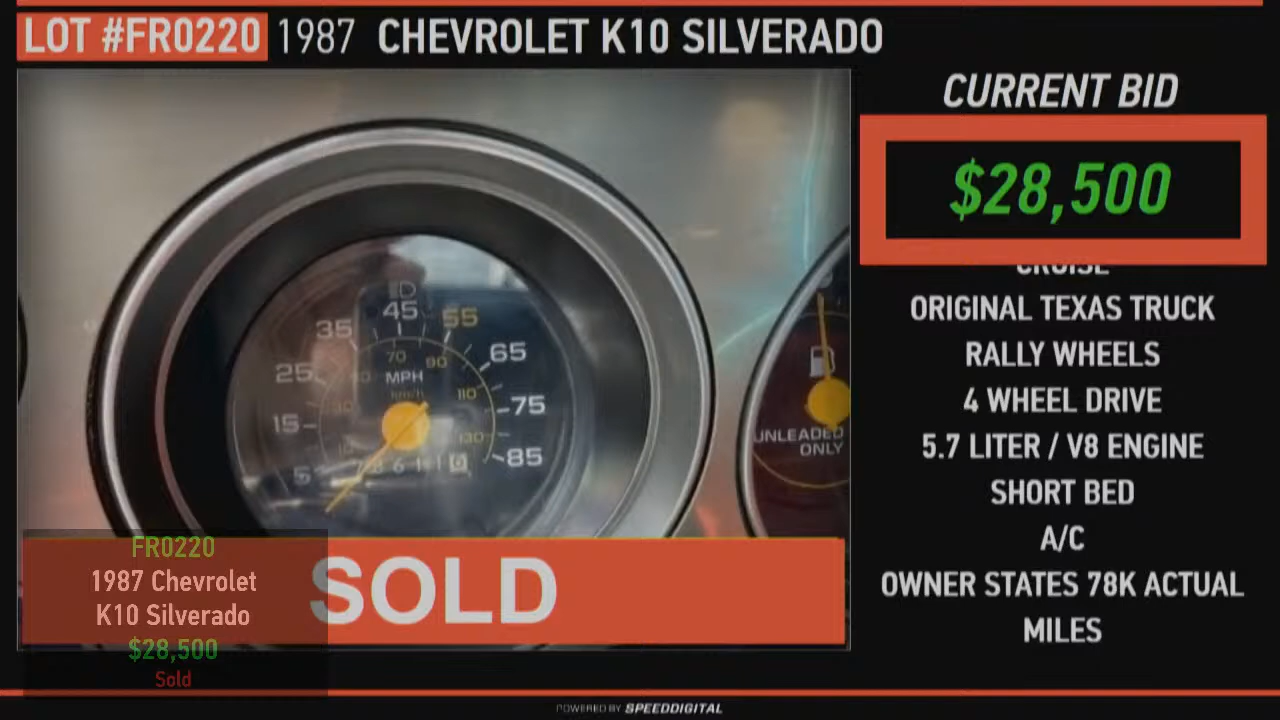 LOT #FR0220 1987 CHEVROLET K10 SILVERADO
CURRENT BID
$28,500
CRUISE
ORIGINAL TEXAS TRUCK
RALLY WHEELS
4 WHEEL DRIVE
5.7 LITER / V8 ENGINE
SHORT BED
A/C
OWNER STATES 78K ACTUAL
MILES
45
35
55
25
65
70
90
MPH
km/h
110
15
75
130
5
85
UNLEADED
ONLY
SOLD
FR0220
1987 Chevrolet
K10 Silverado
$28,500
Sold
POWERED BY SPEEDDIGITAL